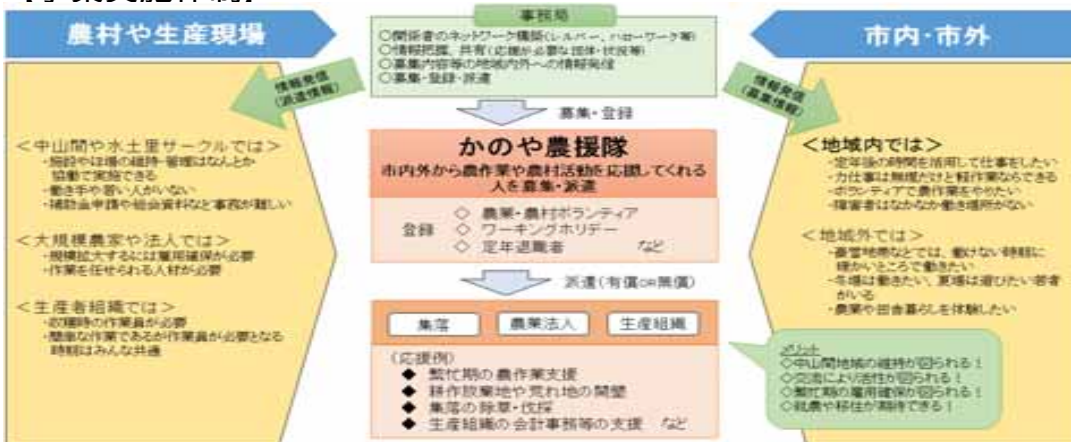 農村や生産現場
事務局
○関係者のネットワーク構築(シルバー、ハローワーク等)
○情報把握、共有(応援が必要な団体・状況等)
○募集内容等の地域内外への情報発信
○募集・登録・派遣
市内・市外
情報発信
(派遣情報)
情報発信
(募集情報)
募集・登録
かのや農援隊
市内外から農作業や農村活動を応援してくれる
人を募集・派遣
登録
◇ 農業・農村ボランティア
◇ ワーキングホリデー
◇ 定年退職者 など
派遣(有償OR無償)
集落
農業法人
生産組織
(応援例)
◆ 繁忙期の農作業支援
◆ 耕作放棄地や荒れ地の開墾
◆ 集落の除草・伐採
◆ 生産組織の会計事務等の支援 など
<中山間や水土里サークルでは>
・施設やほ場の維持・管理はなんとか
協働で実施できる
・働き手や若い人がいない
・補助金申請や総会資料など事務が難しい
<大規模農家や法人では>
・規模拡大するには雇用確保が必要
・作業を任せられる人材が必要
<生産者組織では>
・収穫時の作業員が必要
・簡単な作業であるが作業員が必要となる
時期はみんな共通
<地域内では>
・定年後の時間を活用して仕事をしたい
・力仕事は無理だけど軽作業ならできる
・ボランティアで農作業をやりたい
・障害者はなかなか働き場所がない
<地域外では>
・豪雪地帯などでは、働けない時期に
暖かいところで働きたい
・冬場は働きたい、夏場は遊びたい若者
がいる
・農業や田舎暮らしを体験したい
メリット
◇中山間地域の維持が図られる!
◇交流により活性が図られる!
◇繁忙期の雇用確保が図られる!
◇就農や移住が期待できる!